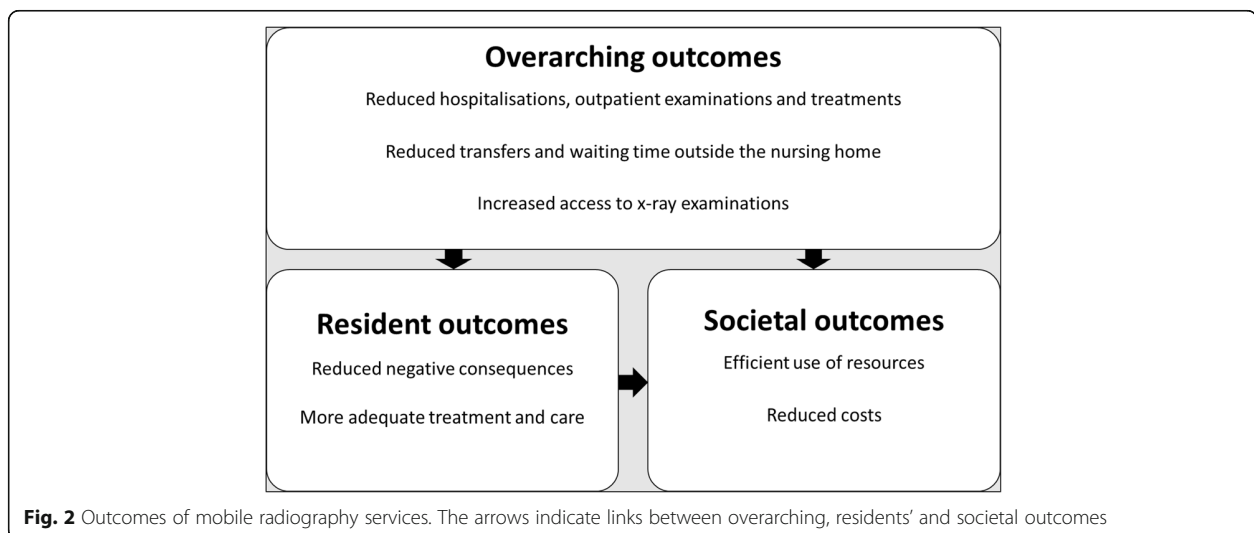 Overarching outcomes
Reduced hospitalisations, outpatient examinations and treatments
Reduced transfers and waiting time outside the nursing home
Increased access to x-ray examinations
Resident outcomes
Reduced negative consequences
More adequate treatment and care
Societal outcomes
Efficient use of resources
Reduced costs
Fig. 2 Outcomes of mobile radiography services. The arrows indicate links between overarching, residents’ and societal outcomes